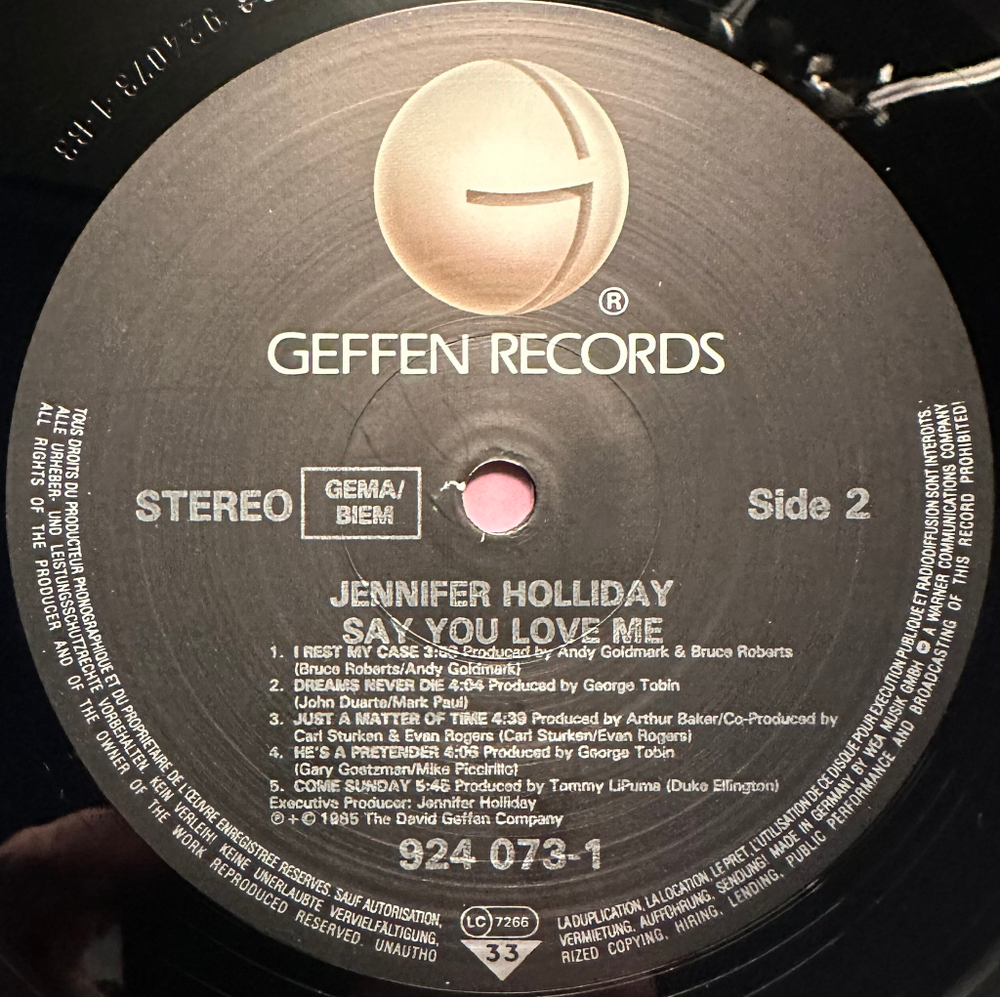 924073-1-B3
®
GEFFEN RECORDS
STEREO
GEMA/
BIEM
Side 2
JENNIFER HOLLIDAY
SAY YOU LOVE ME
1. I REST MY CASE Produced by Andy Goldmark & Bruce Roberts
(Bruce Roberts/Andy Goldmark)
2. DREAMS NEVER DIE 4:04 Produced by George Tobin
(John Duarte/Mark Paul)
3. JUST A MATTER OF TIME 4:39 Produced by Arthur Baker/Co-Produced by
Carl Sturken & Evan Rogers (Carl Sturken/Evan Rogers)
4. HE'S A PRETENDER 4:06 Produced by George Tobin
(Gary Goetzman/Mike Piccirillo)
5. COME SUNDAY 5:45 Produced by Tommy LiPuma (Duke Ellington)
Executive Producer: Jennifer Holliday
℗ + © 1985 The David Geffen Company
924 073-1
LC 7266
33
TOUS DROITS DU PRODUCTEUR PHONOGRAPHIQUE ET DU PROPRIETAIRE DE L'ŒUVRE ENREGISTREE RESERVES. SAUF AUTORISATION, LA DUPLICATION, LA LOCATION, LE PRET, L'UTILISATION DE CE DISQUE POUR EXECUTION PUBLIQUE ET RADIODIFFUSION SONT INTERDITS.
ALLE URHEBER- UND LEISTUNGSSCHUTZRECHTE VORBEHALTEN. KEIN VERLEIH! KEINE UNERLAUBTE VERVIELFÄLTIGUNG, VERMIETUNG, AUFFÜHRUNG, SENDUNG! MADE IN GERMANY BY WEA MUSIK GMBH A WARNER COMMUNICATIONS COMPANY
ALL RIGHTS OF THE PRODUCER AND OF THE OWNER OF THE WORK REPRODUCED RESERVED. UNAUTHORIZED COPYING, HIRING, LENDING, PUBLIC PERFORMANCE AND BROADCASTING OF THIS RECORD PROHIBITED!